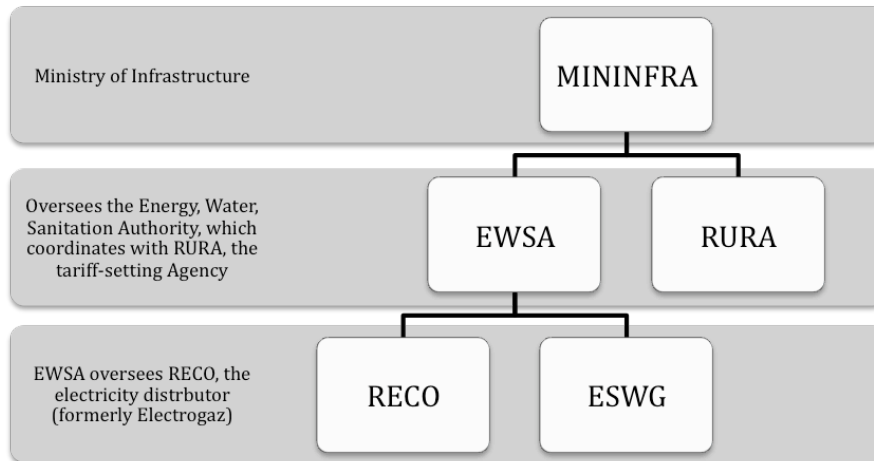 Ministry of Infrastructure
MININFRA
Oversees the Energy, Water,
Sanitation Authority, which
coordinates with RURA, the
tariff-setting Agency
EWSA
RURA
EWSA oversees RECO, the
electricity distrbutor
(formerly Electrogaz)
RECO
ESWG